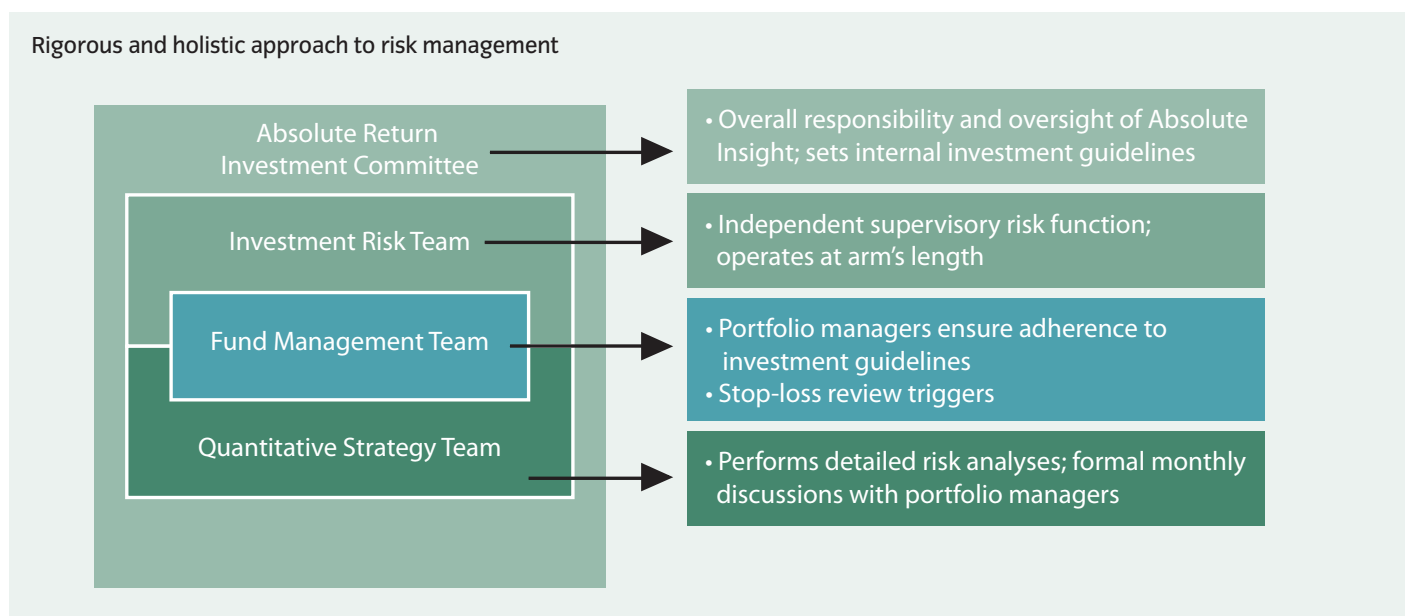 Rigorous and holistic approach to risk management
Absolute Return
Investment Committee
• Overall responsibility and oversight of Absolute
Insight; sets internal investment guidelines
Investment Risk Team
• Independent supervisory risk function;
operates at arm’s length
Fund Management Team
• Portfolio managers ensure adherence to
investment guidelines
• Stop-loss review triggers
Quantitative Strategy Team
• Performs detailed risk analyses; formal monthly
discussions with portfolio managers